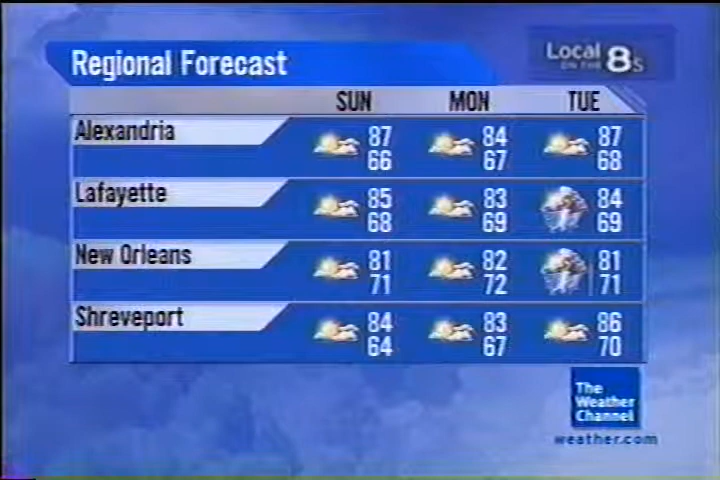 Regional Forecast
Local
ON THE 8s
SUN MON TUE
Alexandria 87 84 87
66 67 68
Lafayette 85 83 84
68 69 69
New Orleans 81 82 81
71 72 71
Shreveport 84 83 86
64 67 70
The
Weather
Channel
weather.com